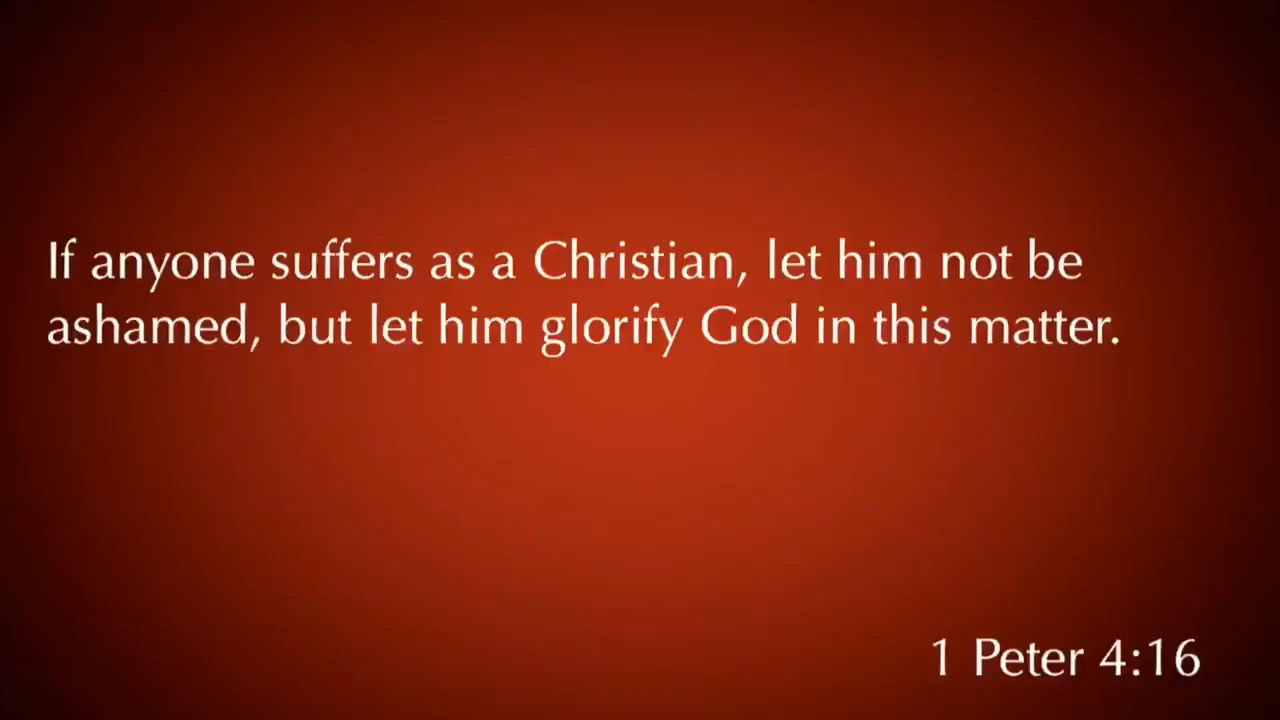 If anyone suffers as a Christian, let him not be
ashamed, but let him glorify God in this matter.
1 Peter 4:16